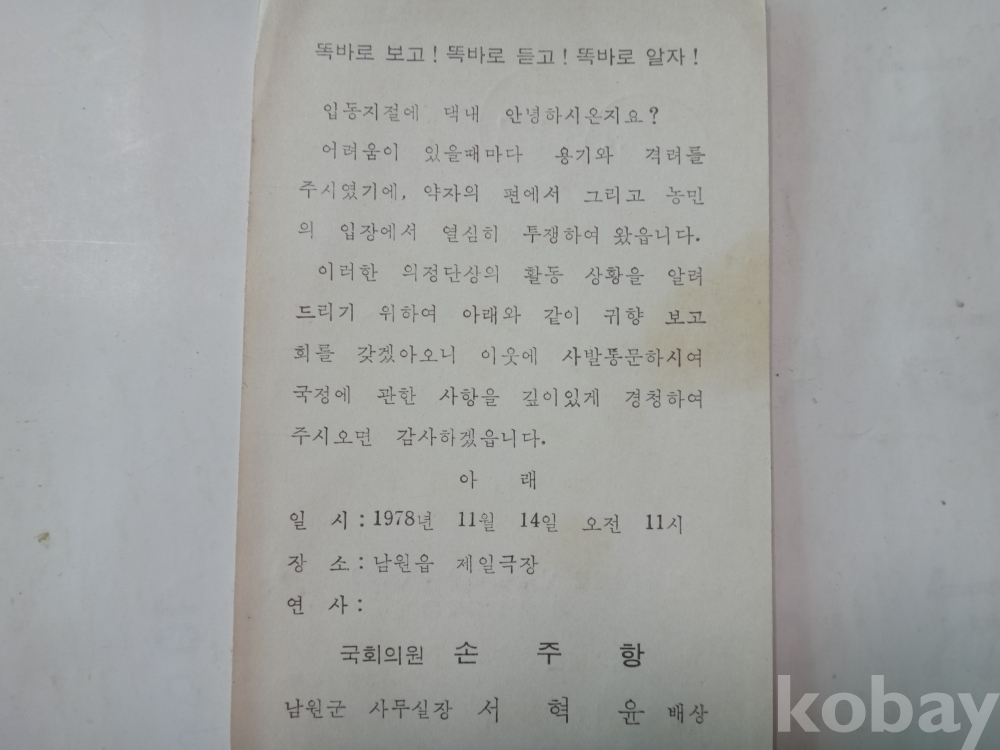 똑바로 보고! 똑바로 듣고! 똑바로 알자!
입동지절에 댁내 안녕하시온지요?
어려움이 있을때마다 용기와 격려를
주시였기에, 약자의 편에서 그리고 농민
의 입장에서 열심히 투쟁하여 왔읍니다.
이러한 의정단상의 활동 상황을 알려
드리기 위하여 아래와 같이 귀향 보고
회를 갖겠아오니 이웃에 사발통문하시여
국정에 관한 사항을 깊이있게 경청하여
주시오면 감사하겠읍니다.
아 래
일 시: 1978년 11월 14일 오전 11시
장 소: 남원읍 제일극장
연 사:
국회의원 손 주 항
남원군 사무실장 서 혁 윤 배상
kobay